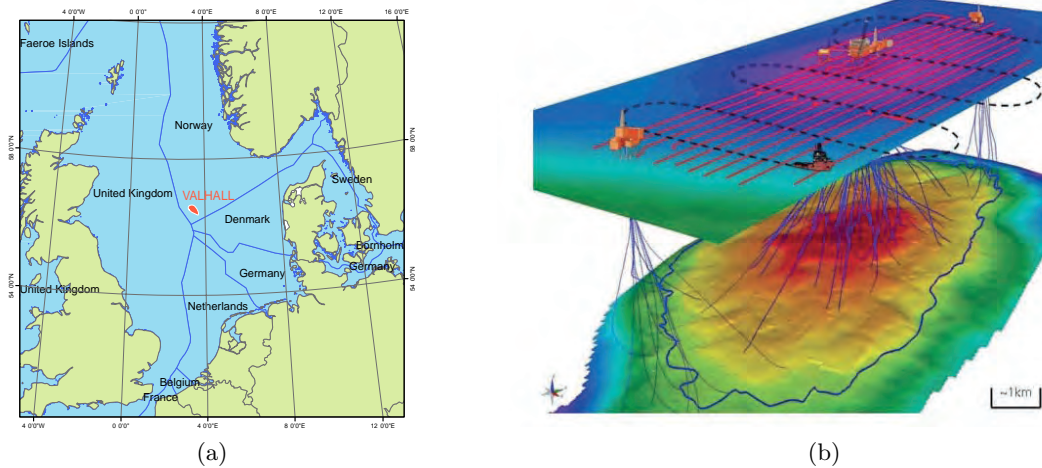 4 0'0"W
0 0'0"
4 0'0"E
8 0'0"E
12 0'0"E
16 0'0"E
Faeroe Islands
Norway
58 0'0"N
58 0'0"N
Sweden
United Kingdom
VALHALL
Denmark
Bornholm
Germany
Germany
54 0'0"N
54 0'0"N
United Kingdom
Netherlands
Belgium
France
4 0'0"W
0 0'0"
4 0'0"E
8 0'0"E
12 0'0"E
~1km
(a)
(b)